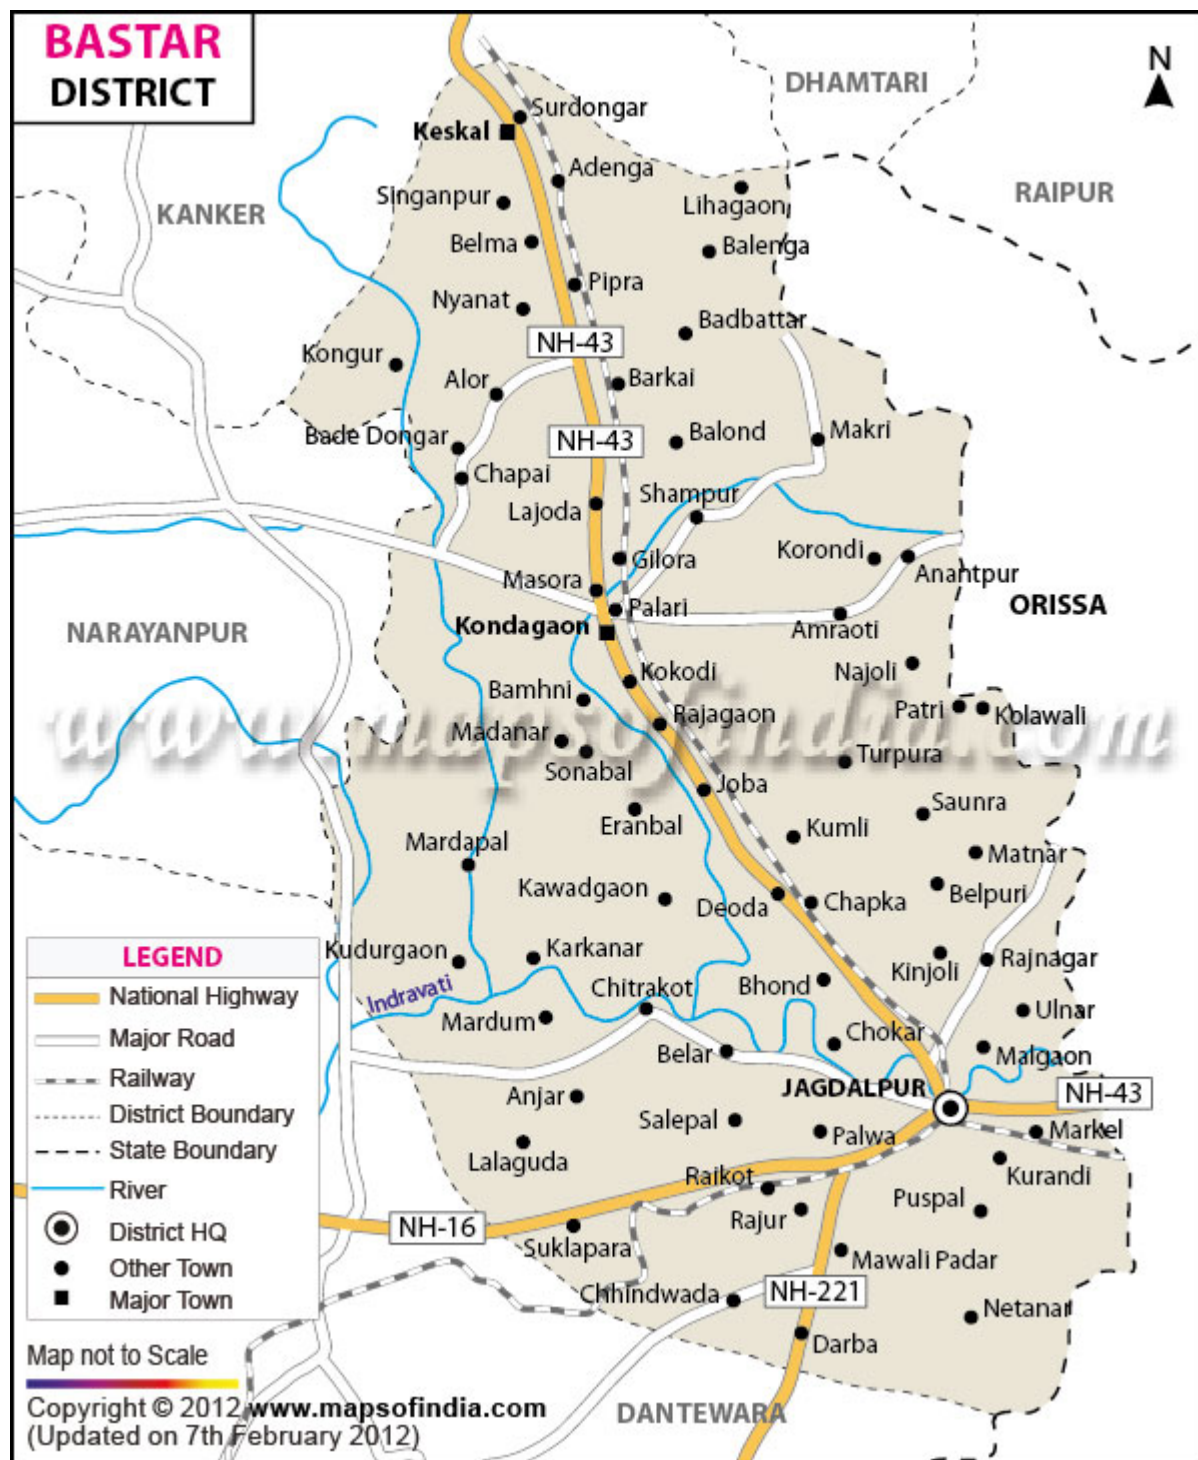 BASTAR
DISTRICT
N
DHAMTARI
RAIPUR
KANKER
NARAYANPUR
ORISSA
DANTEWARA
Surdongar
Keskal
Adenga
Singanpur
Lihagaon
Belma
Balenga
Pipra
Nyanat
Badbattar
NH-43
Kongur
Alor
Barkai
Bade Dongar
NH-43
Balond
Makri
Chapai
Shampur
Lajoda
Gilora
Korondi
Anantpur
Masora
Palari
Kondagaon
Amraoti
Kokodi
Najoli
Bamhni
Rajagaon
Patri
Kolawali
www.mapsofindia.com
Madanar
Sonabal
Turpura
Joba
Saunra
Eranbal
Kumli
Mardapal
Matnar
Kawadgaon
Deoda
Chapka
Belpuri
Kudurgaon
Karkanar
Kinjoli
Rajnagar
Indravati
Chitrakot
Bhond
Mardum
Ulnar
Chokar
Belar
Malgaon
JAGDALPUR
NH-43
Anjar
Salepal
Palwa
Markel
Lalaguda
Raikot
Kurandi
Rajur
Puspal
NH-16
Suklapara
Mawali Padar
Chhindwada
NH-221
Netanar
Darba
LEGEND
National Highway
Major Road
Railway
District Boundary
State Boundary
River
District HQ
Other Town
Major Town
Map not to Scale
Copyright © 2012 www.mapsofindia.com
(Updated on 7th February 2012)